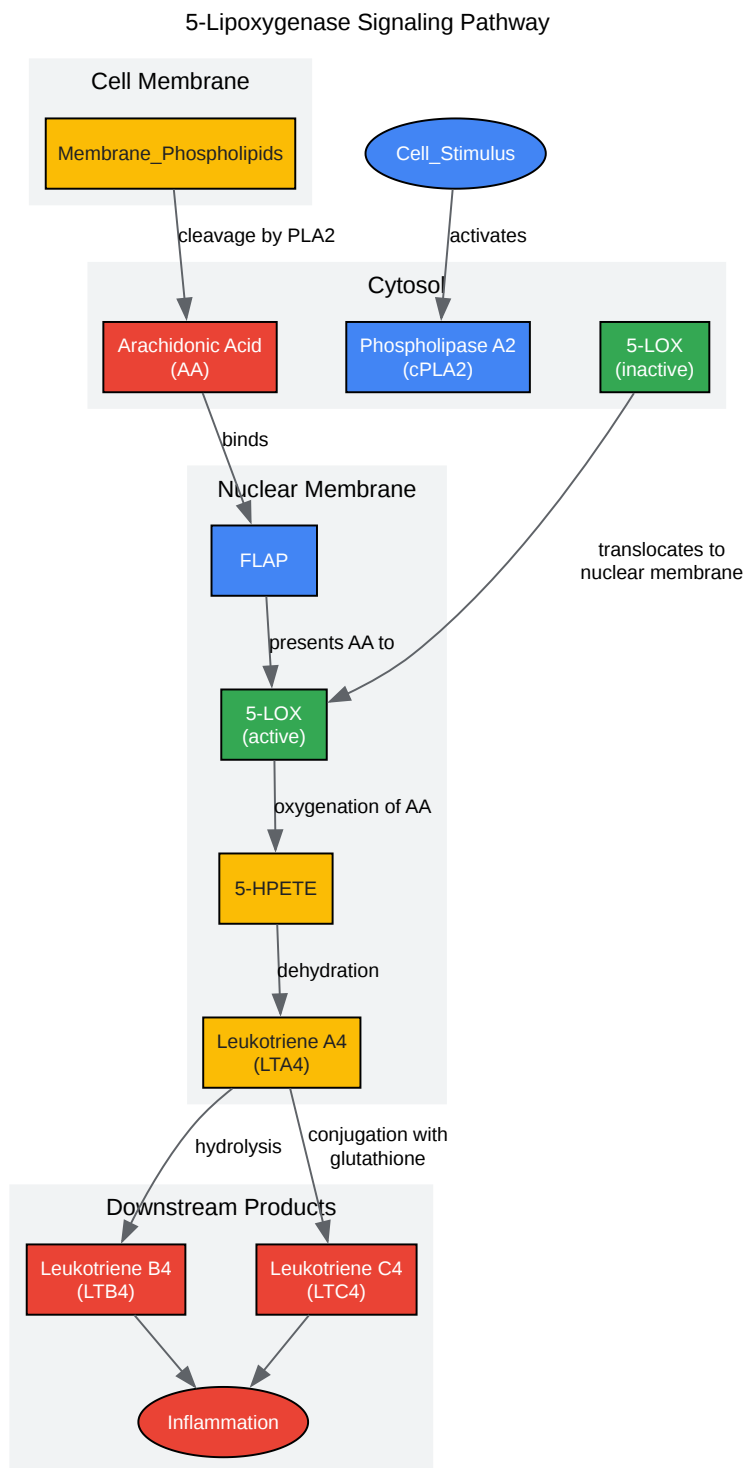 5-Lipoxygenase Signaling Pathway
Cell Membrane
Membrane_Phospholipids
Cell_Stimulus
cleavage by PLA2
activates
Cytosol
Arachidonic Acid
(AA)
Phospholipase A2
(cPLA2)
5-LOX
(inactive)
binds
Nuclear Membrane
FLAP
translocates to
nuclear membrane
presents AA to
5-LOX
(active)
oxygenation of AA
5-HPETE
dehydration
Leukotriene A4
(LTA4)
hydrolysis
conjugation with
glutathione
Downstream Products
Leukotriene B4
(LTB4)
Leukotriene C4
(LTC4)
Inflammation